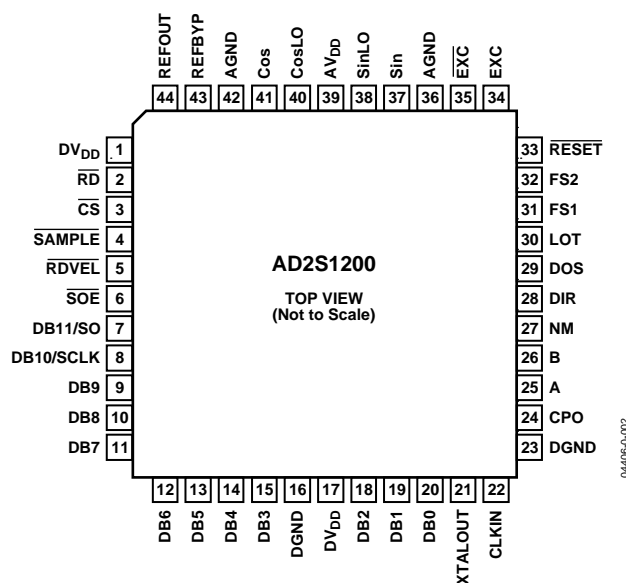 REFOUT
REFBYP
AGND
Cos
CosLO
AVDD
SinLO
Sin
AGND
EXC
EXC
44 43 42 41 40 39 38 37 36 35 34
DVDD 1
RD 2
CS 3
SAMPLE 4
RDVEL 5
SOE 6
DB11/SO 7
DB10/SCLK 8
DB9 9
DB8 10
DB7 11
AD2S1200
TOP VIEW
(Not to Scale)
33 RESET
32 FS2
31 FS1
30 LOT
29 DOS
28 DIR
27 NM
26 B
25 A
24 CPO
23 DGND
12 13 14 15 16 17 18 19 20 21 22
DB6
DB5
DB4
DB3
DGND
DVDD
DB2
DB1
DB0
XTALOUT
CLKIN
04406-0-002